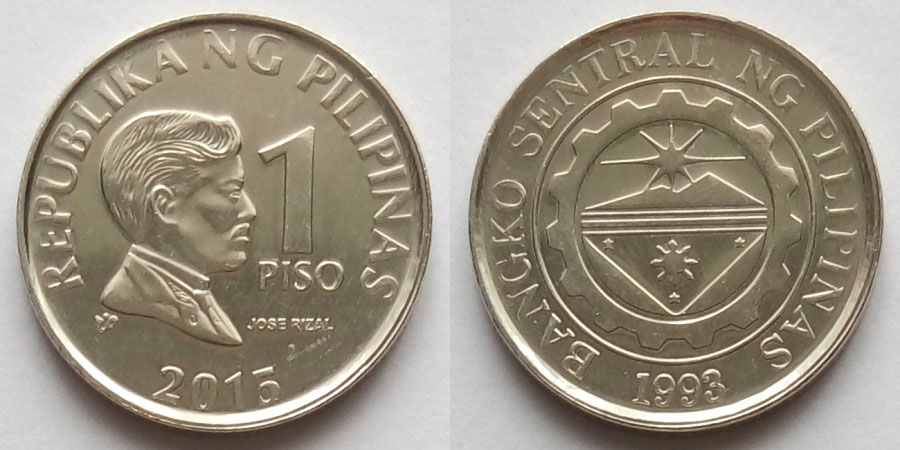 REPUBLIKA NG PILIPINAS
1
PISO
JOSE RIZAL
2015
BANGKO SENTRAL NG PILIPINAS
1993